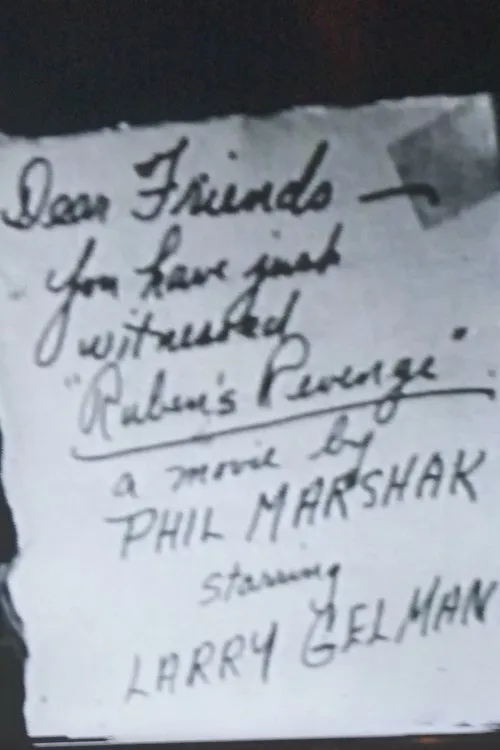 Dear Friends —
you have just
witnessed
"Ruben's Revenge"
a movie by
PHIL MARSHAK
starring
LARRY GELMAN